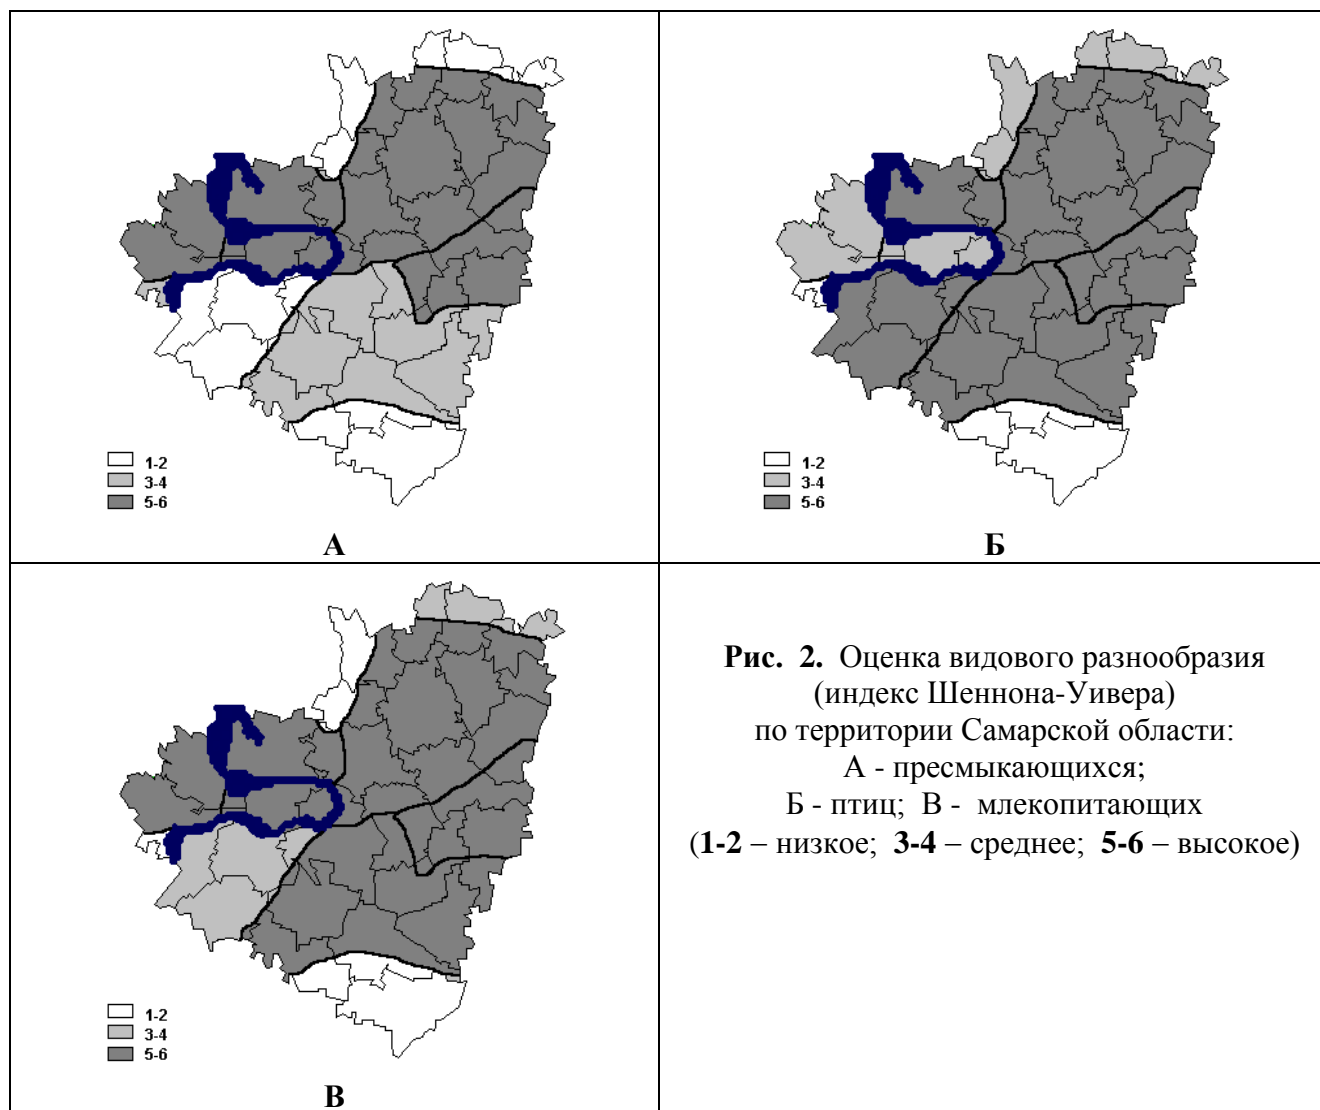 1-2
3-4
5-6
А
1-2
3-4
5-6
Б
1-2
3-4
5-6
В
Рис. 2. Оценка видового разнообразия
(индекс Шеннона-Уивера)
по территории Самарской области:
А - пресмыкающихся;
Б - птиц; В - млекопитающих
(1-2 – низкое; 3-4 – среднее; 5-6 – высокое)